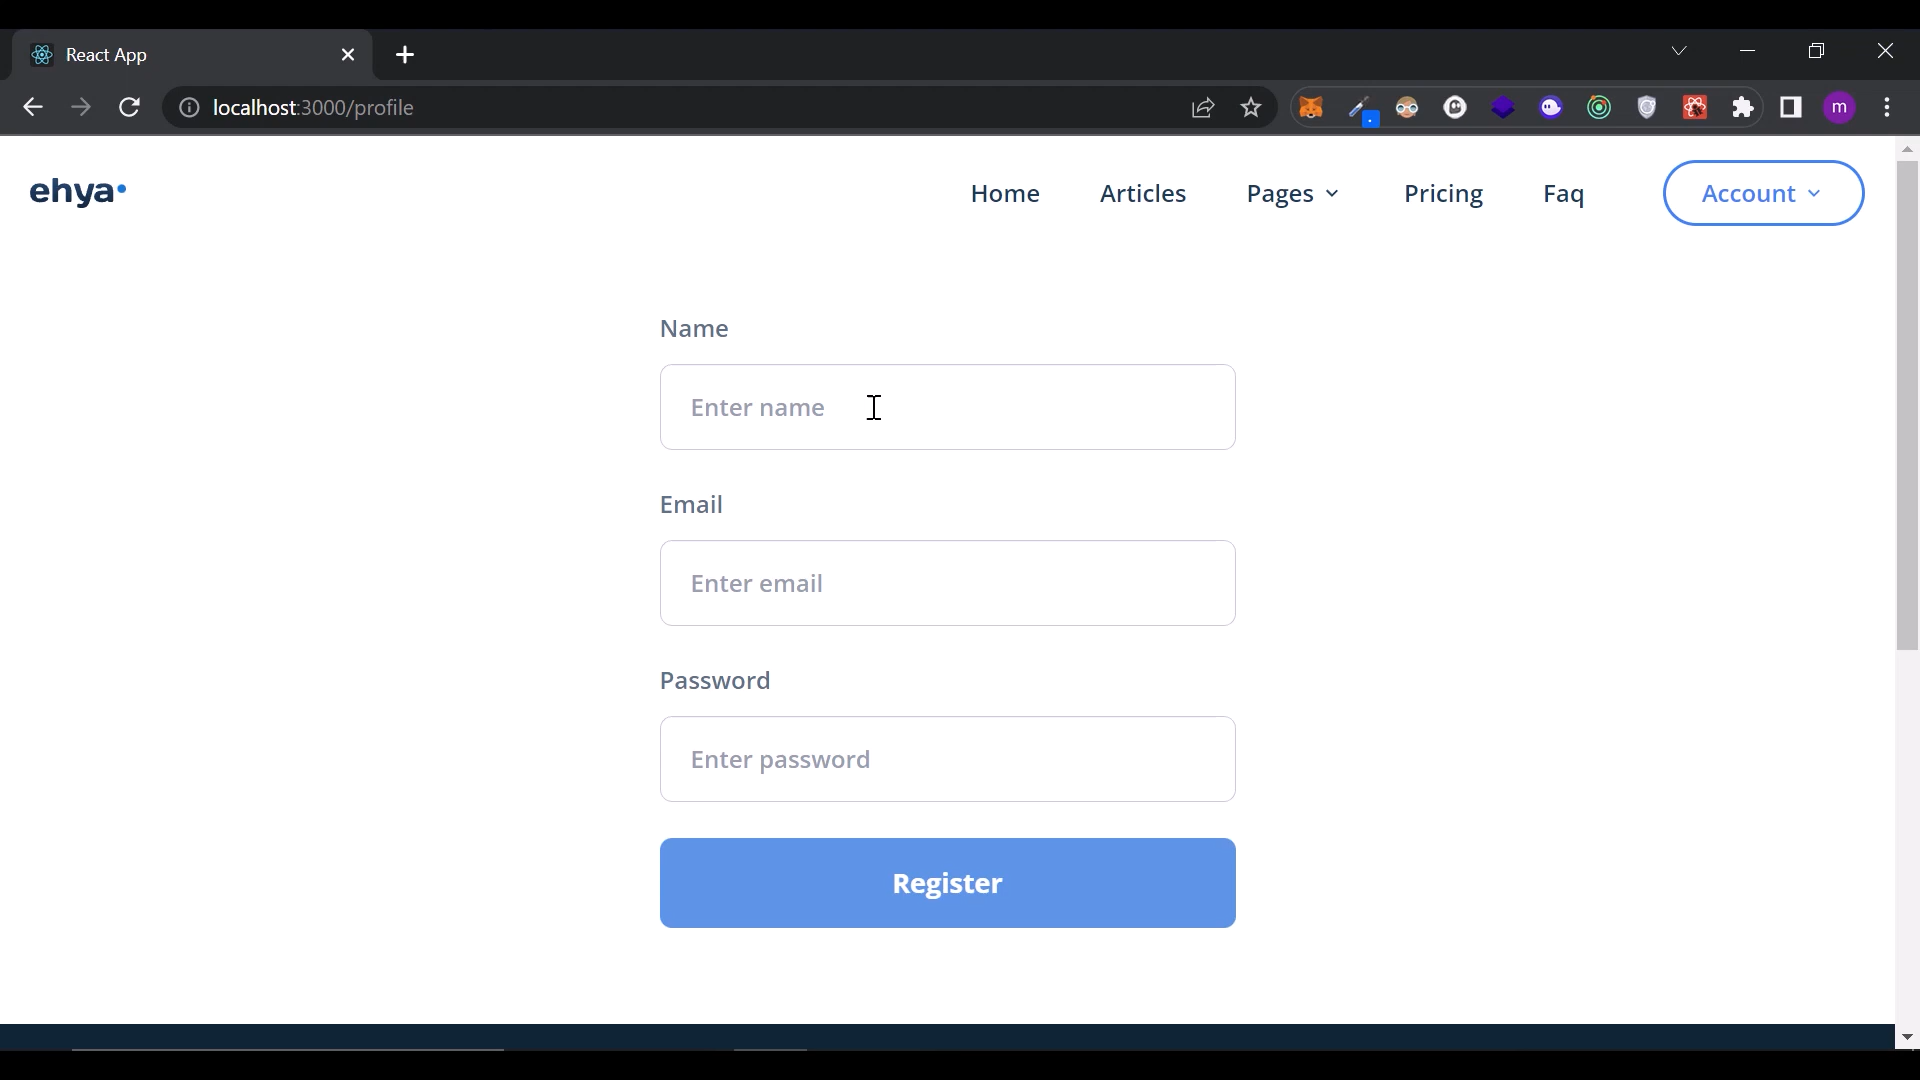 React App
localhost:3000/profile
m
ehya
Home Articles Pages Pricing Faq Account
Name
Enter name
Email
Enter email
Password
Enter password
Register